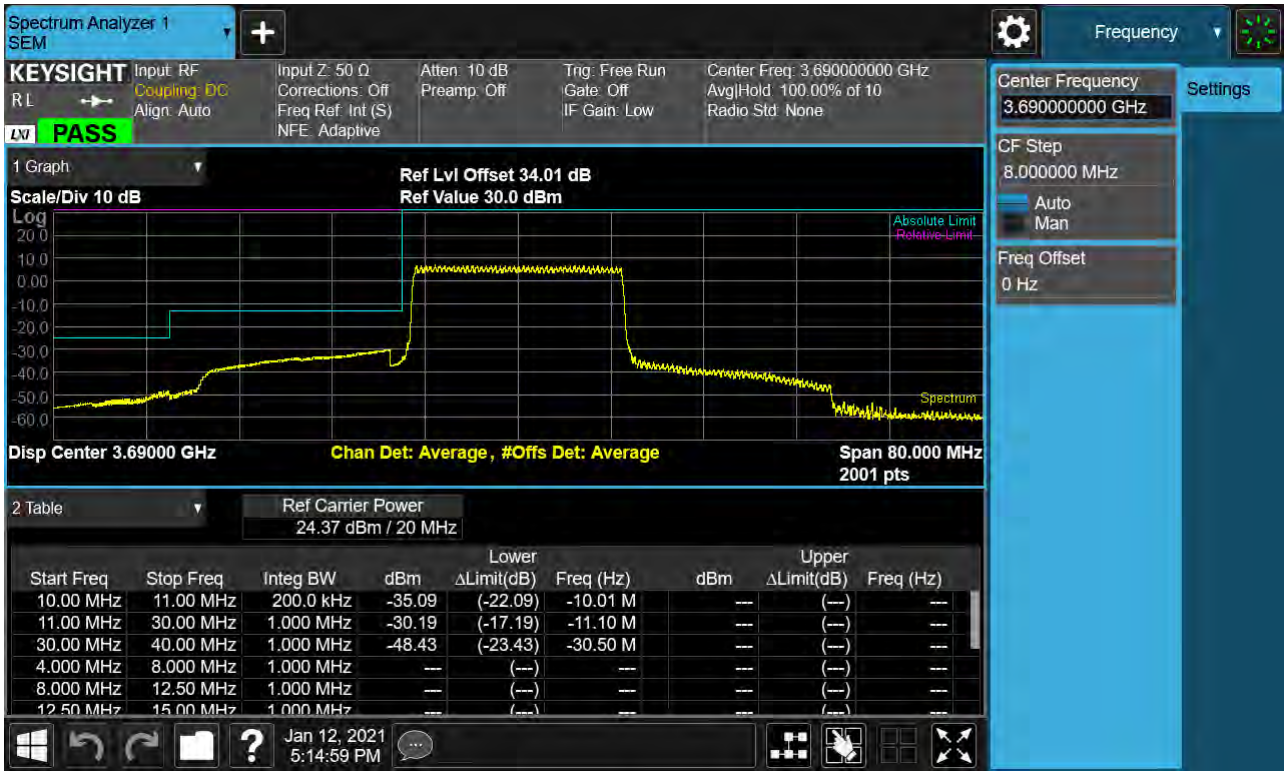 Spectrum Analyzer 1
SEM
Frequency
KEYSIGHT
RL
LXI
PASS
Input: RF
Coupling: DC
Align: Auto
Input Z: 50 Ω
Corrections: Off
Freq Ref: Int (S)
NFE: Adaptive
Atten: 10 dB
Preamp: Off
Trig: Free Run
Gate: Off
IF Gain: Low
Center Freq: 3.690000000 GHz
Avg|Hold: 100.00% of 10
Radio Std: None
Center Frequency
3.690000000 GHz
Settings
CF Step
8.000000 MHz
Auto
Man
Freq Offset
0 Hz
1 Graph
Ref Lvl Offset 34.01 dB
Scale/Div 10 dB
Ref Value 30.0 dBm
Log
Absolute Limit
Relative Limit
20.0
10.0
0.00
-10.0
-20.0
-30.0
-40.0
-50.0
-60.0
Spectrum
Disp Center 3.69000 GHz
Chan Det: Average, #Offs Det: Average
Span 80.000 MHz
2001 pts
2 Table
Ref Carrier Power
24.37 dBm / 20 MHz
Lower Upper
Start Freq Stop Freq Integ BW dBm ΔLimit(dB) Freq (Hz) dBm ΔLimit(dB) Freq (Hz)
10.00 MHz 11.00 MHz 200.0 kHz -35.09 (-22.09) -10.01 M --- (---) ---
11.00 MHz 30.00 MHz 1.000 MHz -30.19 (-17.19) -11.10 M --- (---) ---
30.00 MHz 40.00 MHz 1.000 MHz -48.43 (-23.43) -30.50 M --- (---) ---
4.000 MHz 8.000 MHz 1.000 MHz --- (---) --- --- (---) ---
8.000 MHz 12.50 MHz 1.000 MHz --- (---) --- --- (---) ---
12.50 MHz 15.00 MHz 1.000 MHz --- (---) --- --- (---) ---
?
Jan 12, 2021
5:14:59 PM